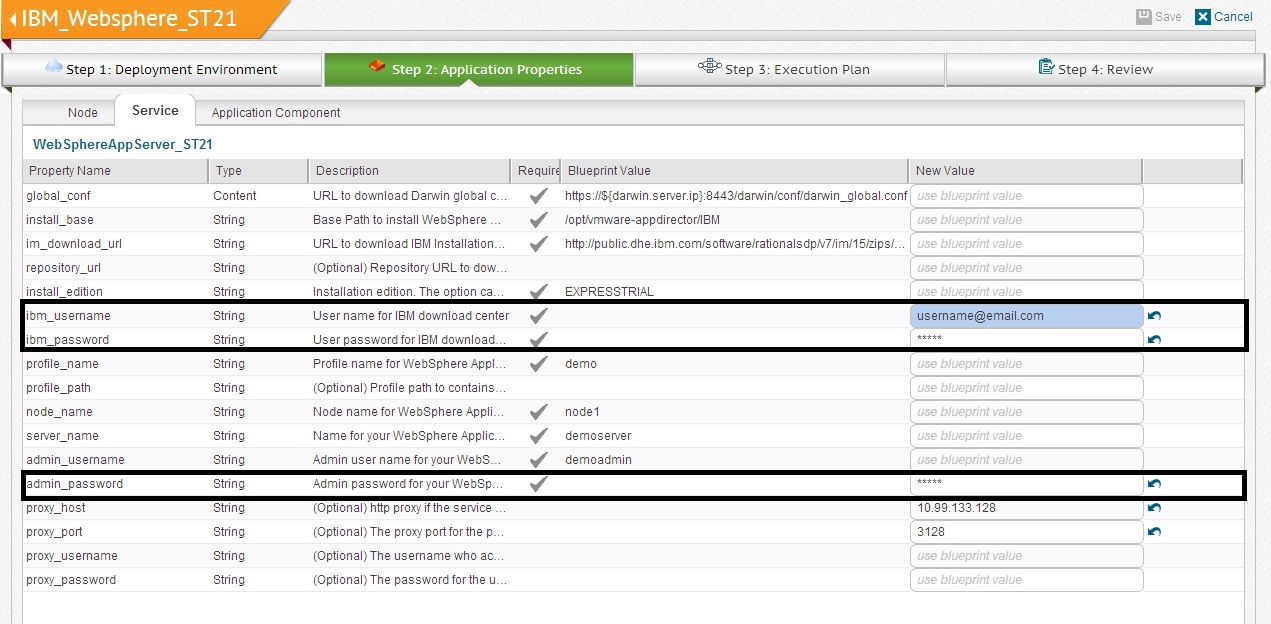 IBM_Websphere_ST21
Save Cancel
Step 1: Deployment Environment Step 2: Application Properties Step 3: Execution Plan Step 4: Review
Node Service Application Component
WebSphereAppServer_ST21
Property Name Type Description Require Blueprint Value New Value
global_conf Content URL to download Darwin global c... https://${darwin.server.ip}:8443/darwin/conf/darwin_global.conf use blueprint value
install_base String Base Path to install WebSphere ... /opt/vmware-appdirector/IBM use blueprint value
im_download_url String URL to download IBM Installation... http://public.dhe.ibm.com/software/rationalsdp/v7/im/15/zips/... use blueprint value
repository_url String (Optional) Repository URL to dow... use blueprint value
install_edition String Installation edition. The option ca... EXPRESSTRIAL use blueprint value
ibm_username String User name for IBM download center username@email.com
ibm_password String User password for IBM download... *****
profile_name String Profile name for WebSphere Appl... demo use blueprint value
profile_path String (Optional) Profile path to contains... use blueprint value
node_name String Node name for WebSphere Appli... node1 use blueprint value
server_name String Name for your WebSphere Applic... demoserver use blueprint value
admin_username String Admin user name for your WebS... demoadmin use blueprint value
admin_password String Admin password for your WebSp... *****
proxy_host String (Optional) http proxy if the service ... 10.99.133.128
proxy_port String (Optional) The proxy port for the p... 3128
proxy_username String (Optional) The username who ac... use blueprint value
proxy_password String (Optional) The password for the u... use blueprint value